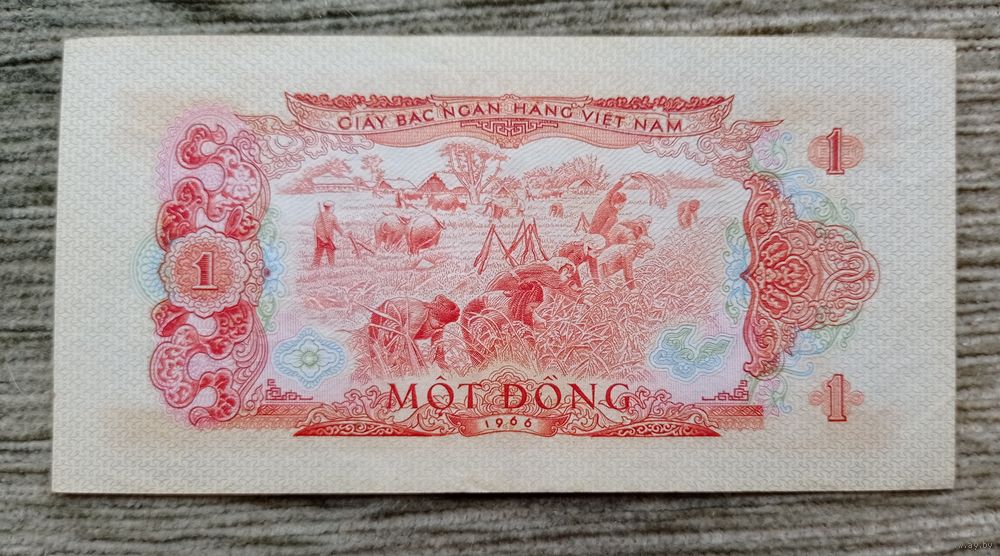 GIẤY BẠC NGÂN HÀNG VIỆT NAM
1
1
1
MỘT ĐỒNG
1966